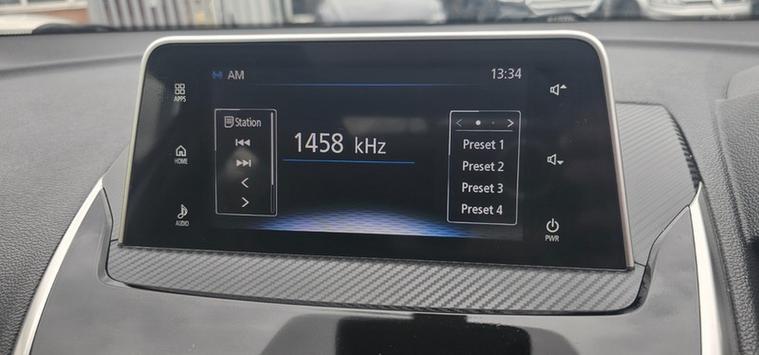 AM
13:34
APPS
HOME
AUDIO
Station
1458 kHz
Preset 1
Preset 2
Preset 3
Preset 4
PWR